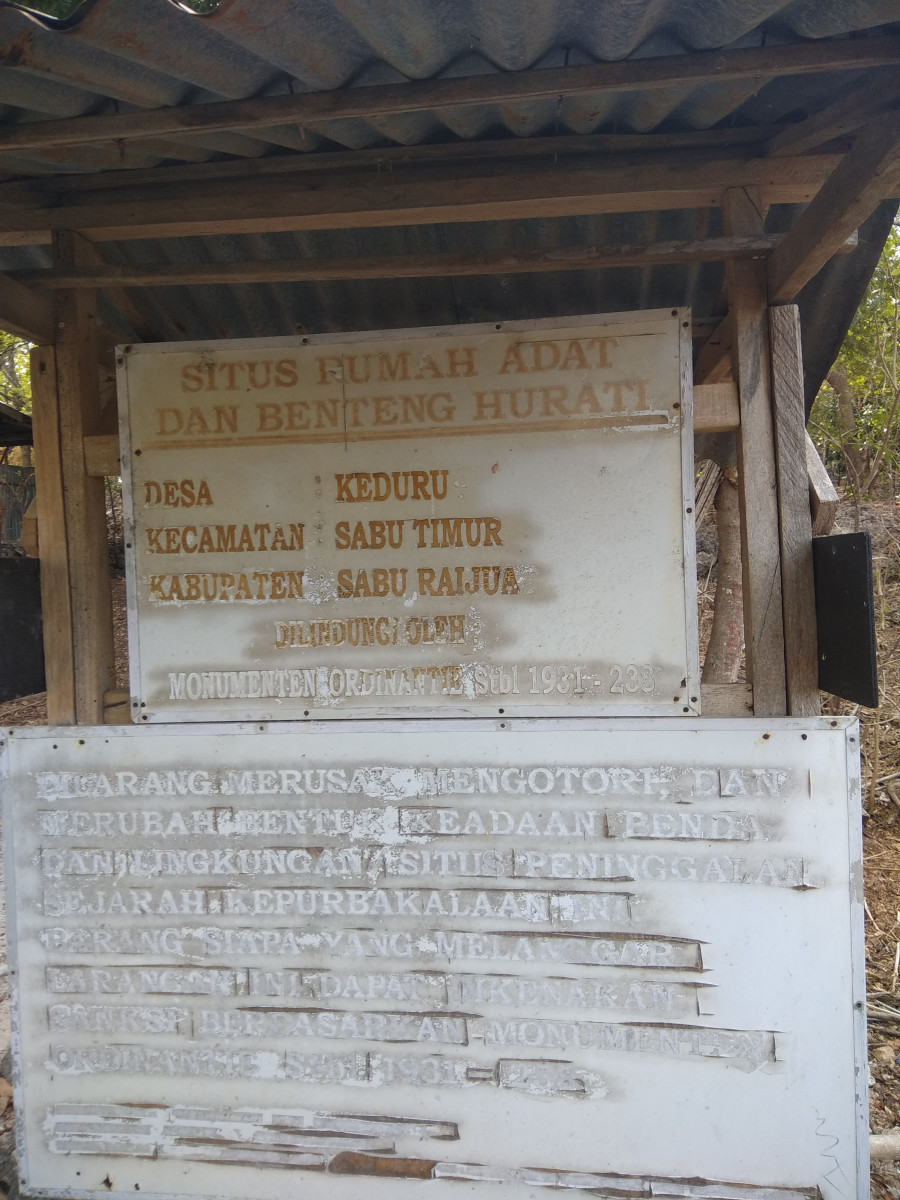 SITUS RUMAH ADAT
DAN BENTENG HURATI
DESA : KEDURU
KECAMATAN : SABU TIMUR
KABUPATEN : SABU RAIJUA
DILINDUNGI OLEH :
MONUMENTEN ORDINANTIE Stbl 1931 - 238
DILARANG MERUSAK, MENGOTORI, DAN
MERUBAH BENTUK KEADAAN BENDA
DAN LINGKUNGAN SITUS PENINGGALAN
SEJARAH KEPURBAKALAAN INI
BARANG SIAPA YANG MELANGGAR
LARANGAN INI DAPAT DIKENAKAN
SANKSI BERDASARKAN MONUMENTEN
ORDINANTIE Stbl 1931 -